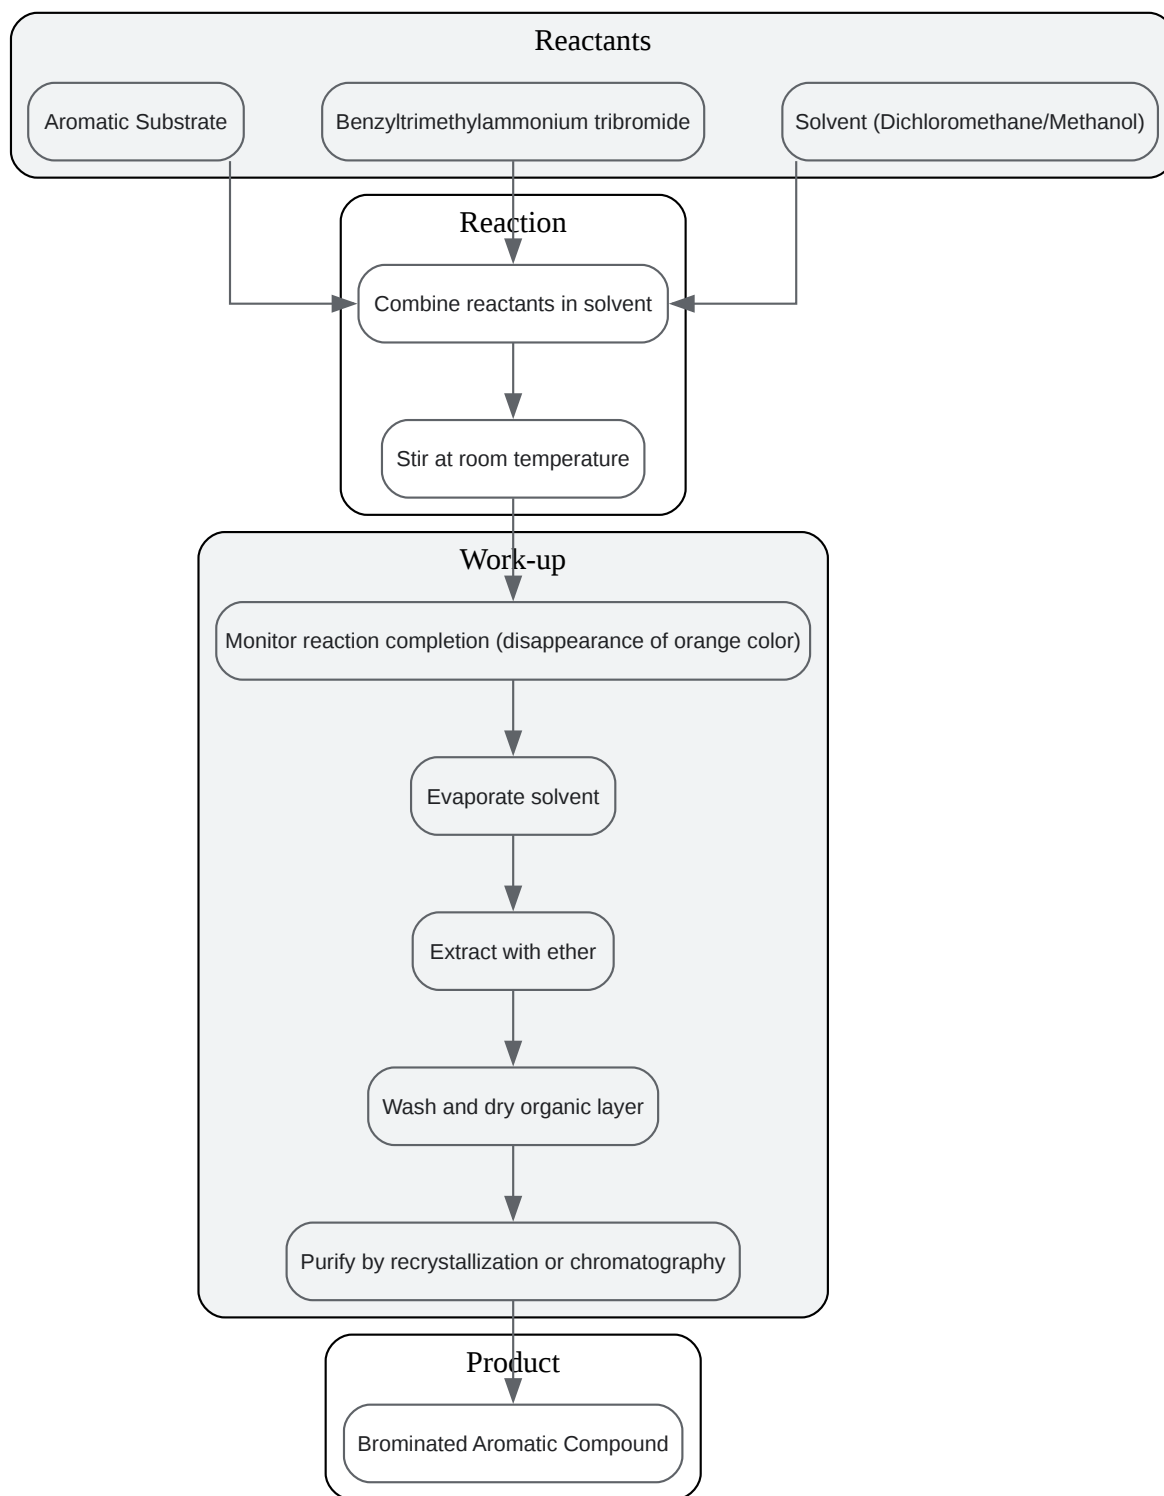 Reactants
Aromatic Substrate
Benzyltrimethylammonium tribromide
Solvent (Dichloromethane/Methanol)
Reaction
Combine reactants in solvent
Stir at room temperature
Work-up
Monitor reaction completion (disappearance of orange color)
Evaporate solvent
Extract with ether
Wash and dry organic layer
Purify by recrystallization or chromatography
Product
Brominated Aromatic Compound